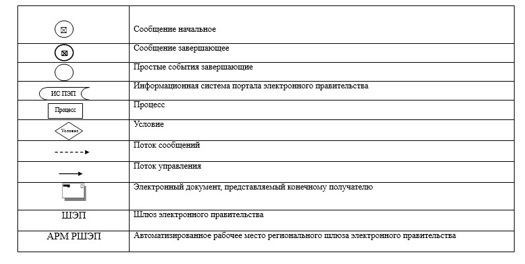 Сообщение начальное
Сообщение завершающее
Простые события завершающие
ИС ПЭП
Информационная система портала электронного правительства
Процесс
Процесс
Условие
Условие
Поток сообщений
Поток управления
Электронный документ, представляемый конечному получателю
ШЭП
Шлюз электронного правительства
АРМ РШЭП
Автоматизированное рабочее место регионального шлюза электронного правительства